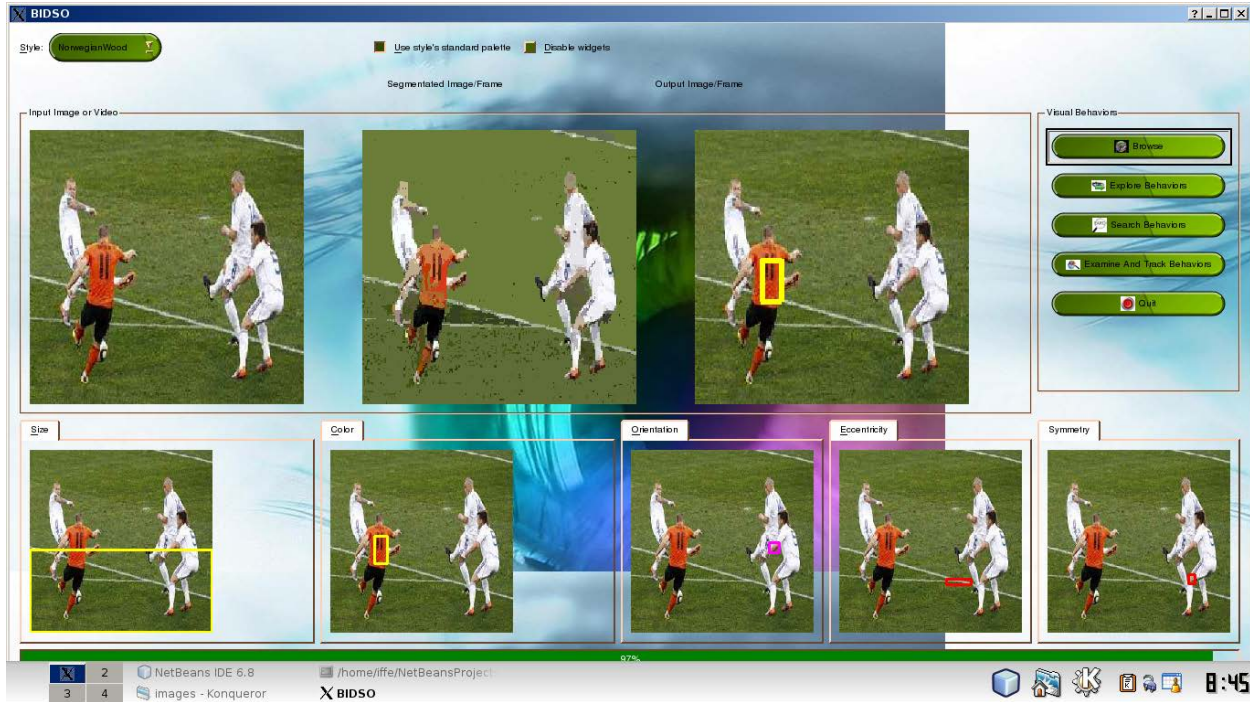 BIDSO
Style: NorwegianWood
Use style's standard palette
Disable widgets
Segmentated Image/Frame
Output Image/Frame
Input Image or Video
Visual Behaviors
Browse
Explore Behaviors
Search Behaviors
Examine And Track Behaviors
Quit
Size
Color
Orientation
Eccentricity
Symmetry
97%
2
NetBeans IDE 6.8
/home/iffe/NetBeansProject
8:45
3
4
images - Konqueror
BIDSO